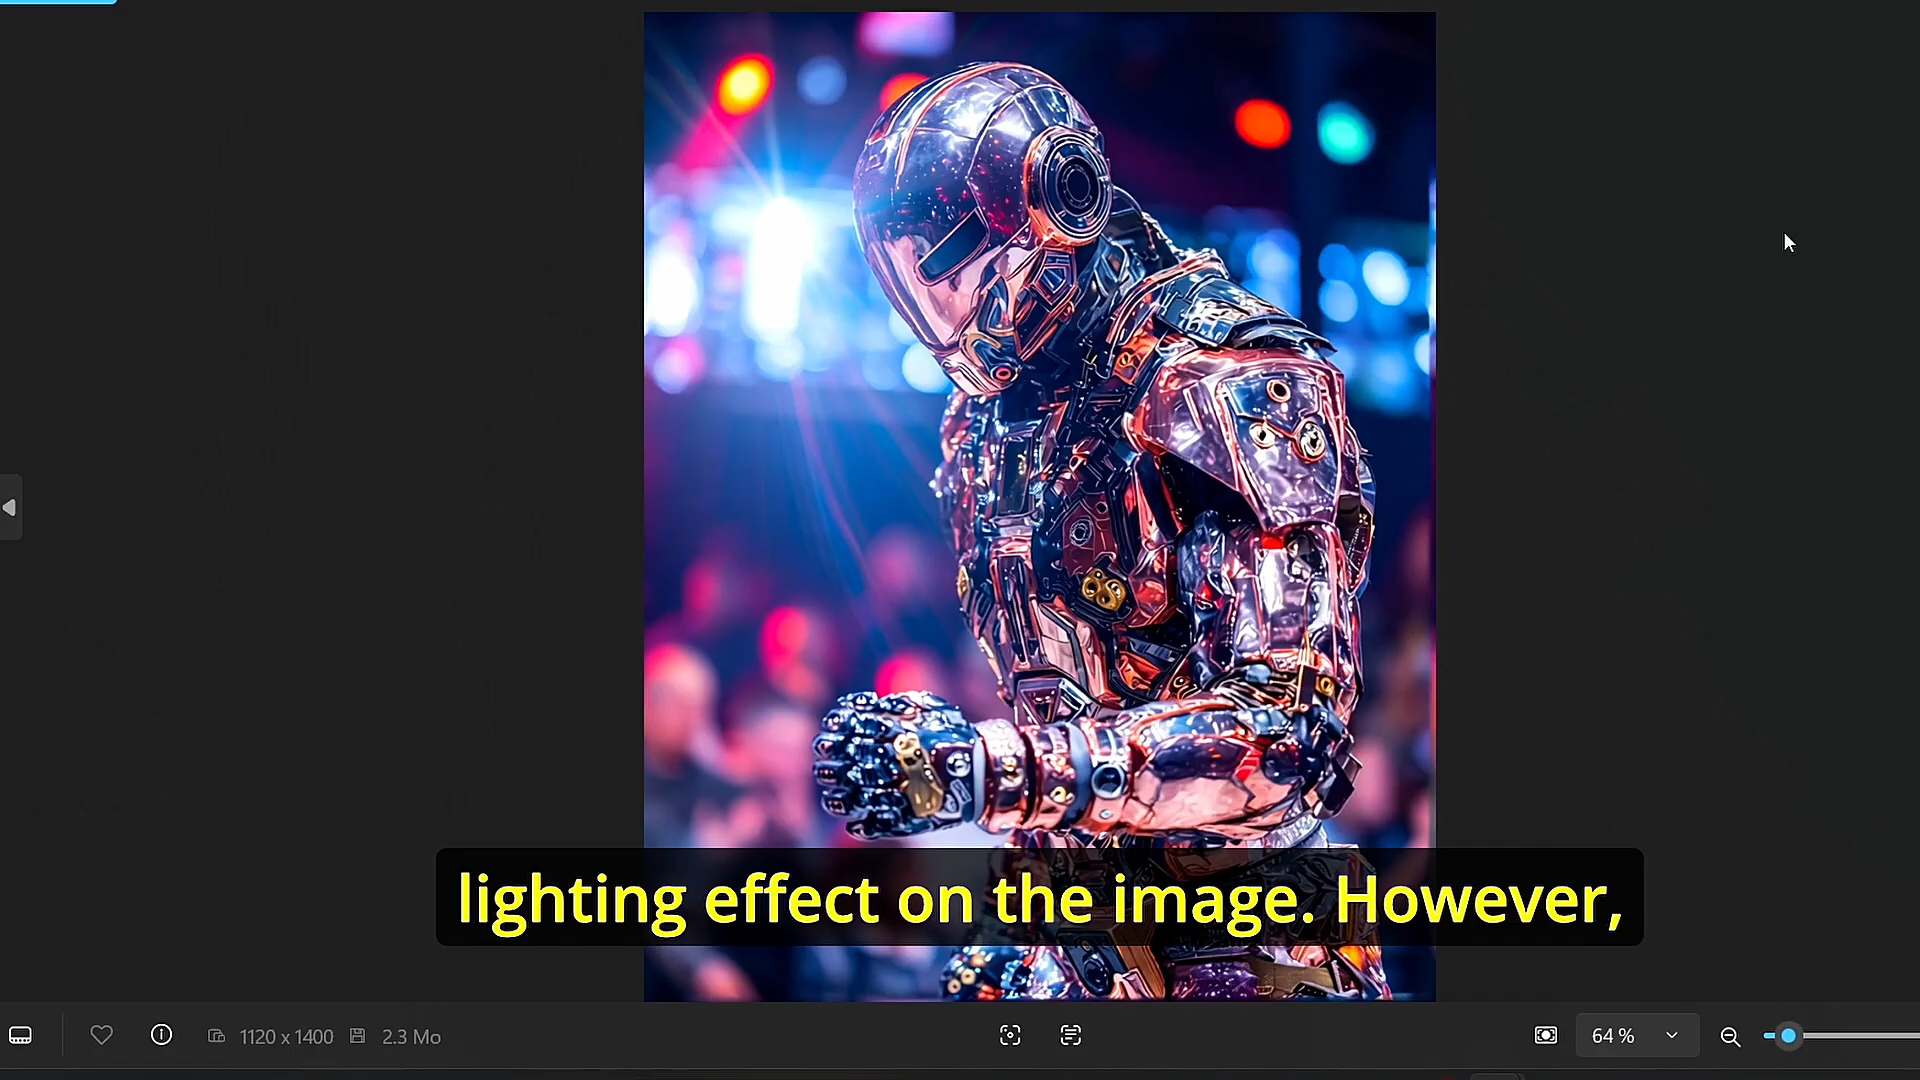 lighting effect on the image. However,
1120 x 1400 2.3 Mo 64 %